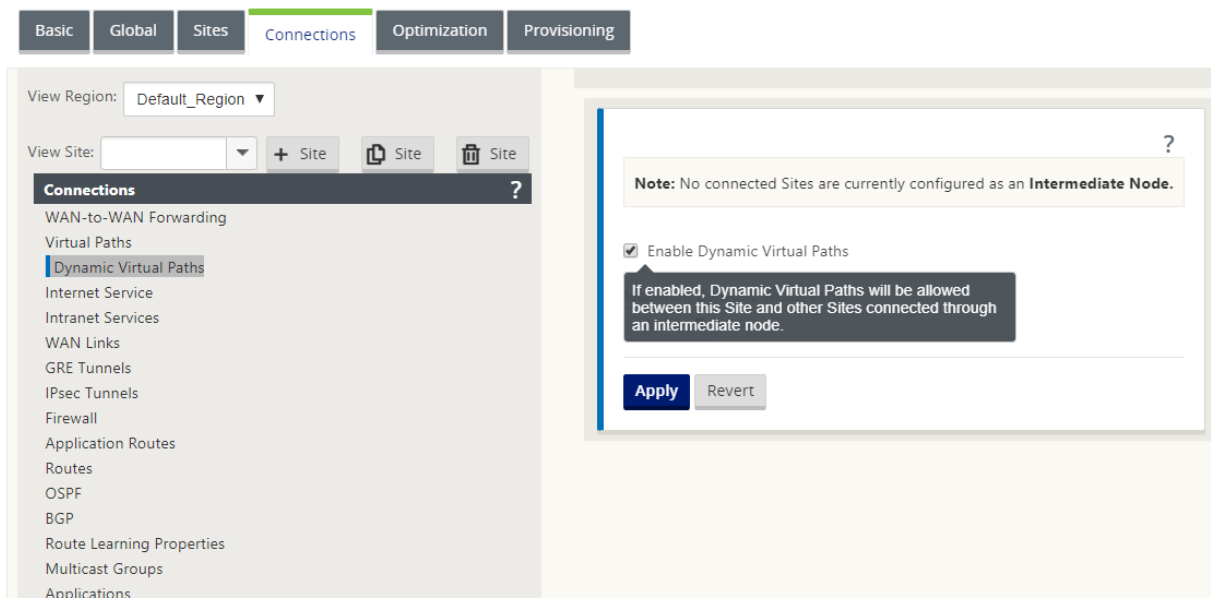 Basic Global Sites Connections Optimization Provisioning
View Region: Default_Region
View Site: + Site Site Site
Connections ?
WAN-to-WAN Forwarding
Virtual Paths
Dynamic Virtual Paths
Internet Service
Intranet Services
WAN Links
GRE Tunnels
IPsec Tunnels
Firewall
Application Routes
Routes
OSPF
BGP
Route Learning Properties
Multicast Groups
Applications
?
Note: No connected Sites are currently configured as an Intermediate Node.
Enable Dynamic Virtual Paths
If enabled, Dynamic Virtual Paths will be allowed
between this Site and other Sites connected through
an intermediate node.
Apply Revert